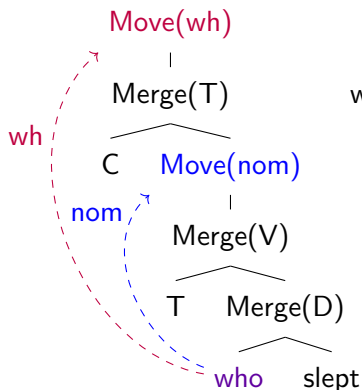 Move(wh)
Merge(T)
wh
C Move(nom)
nom
Merge(V)
T Merge(D)
who slept